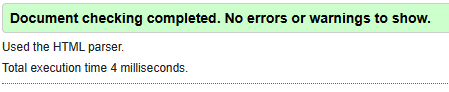 Document checking completed. No errors or warnings to show.
Used the HTML parser.
Total execution time 4 milliseconds.